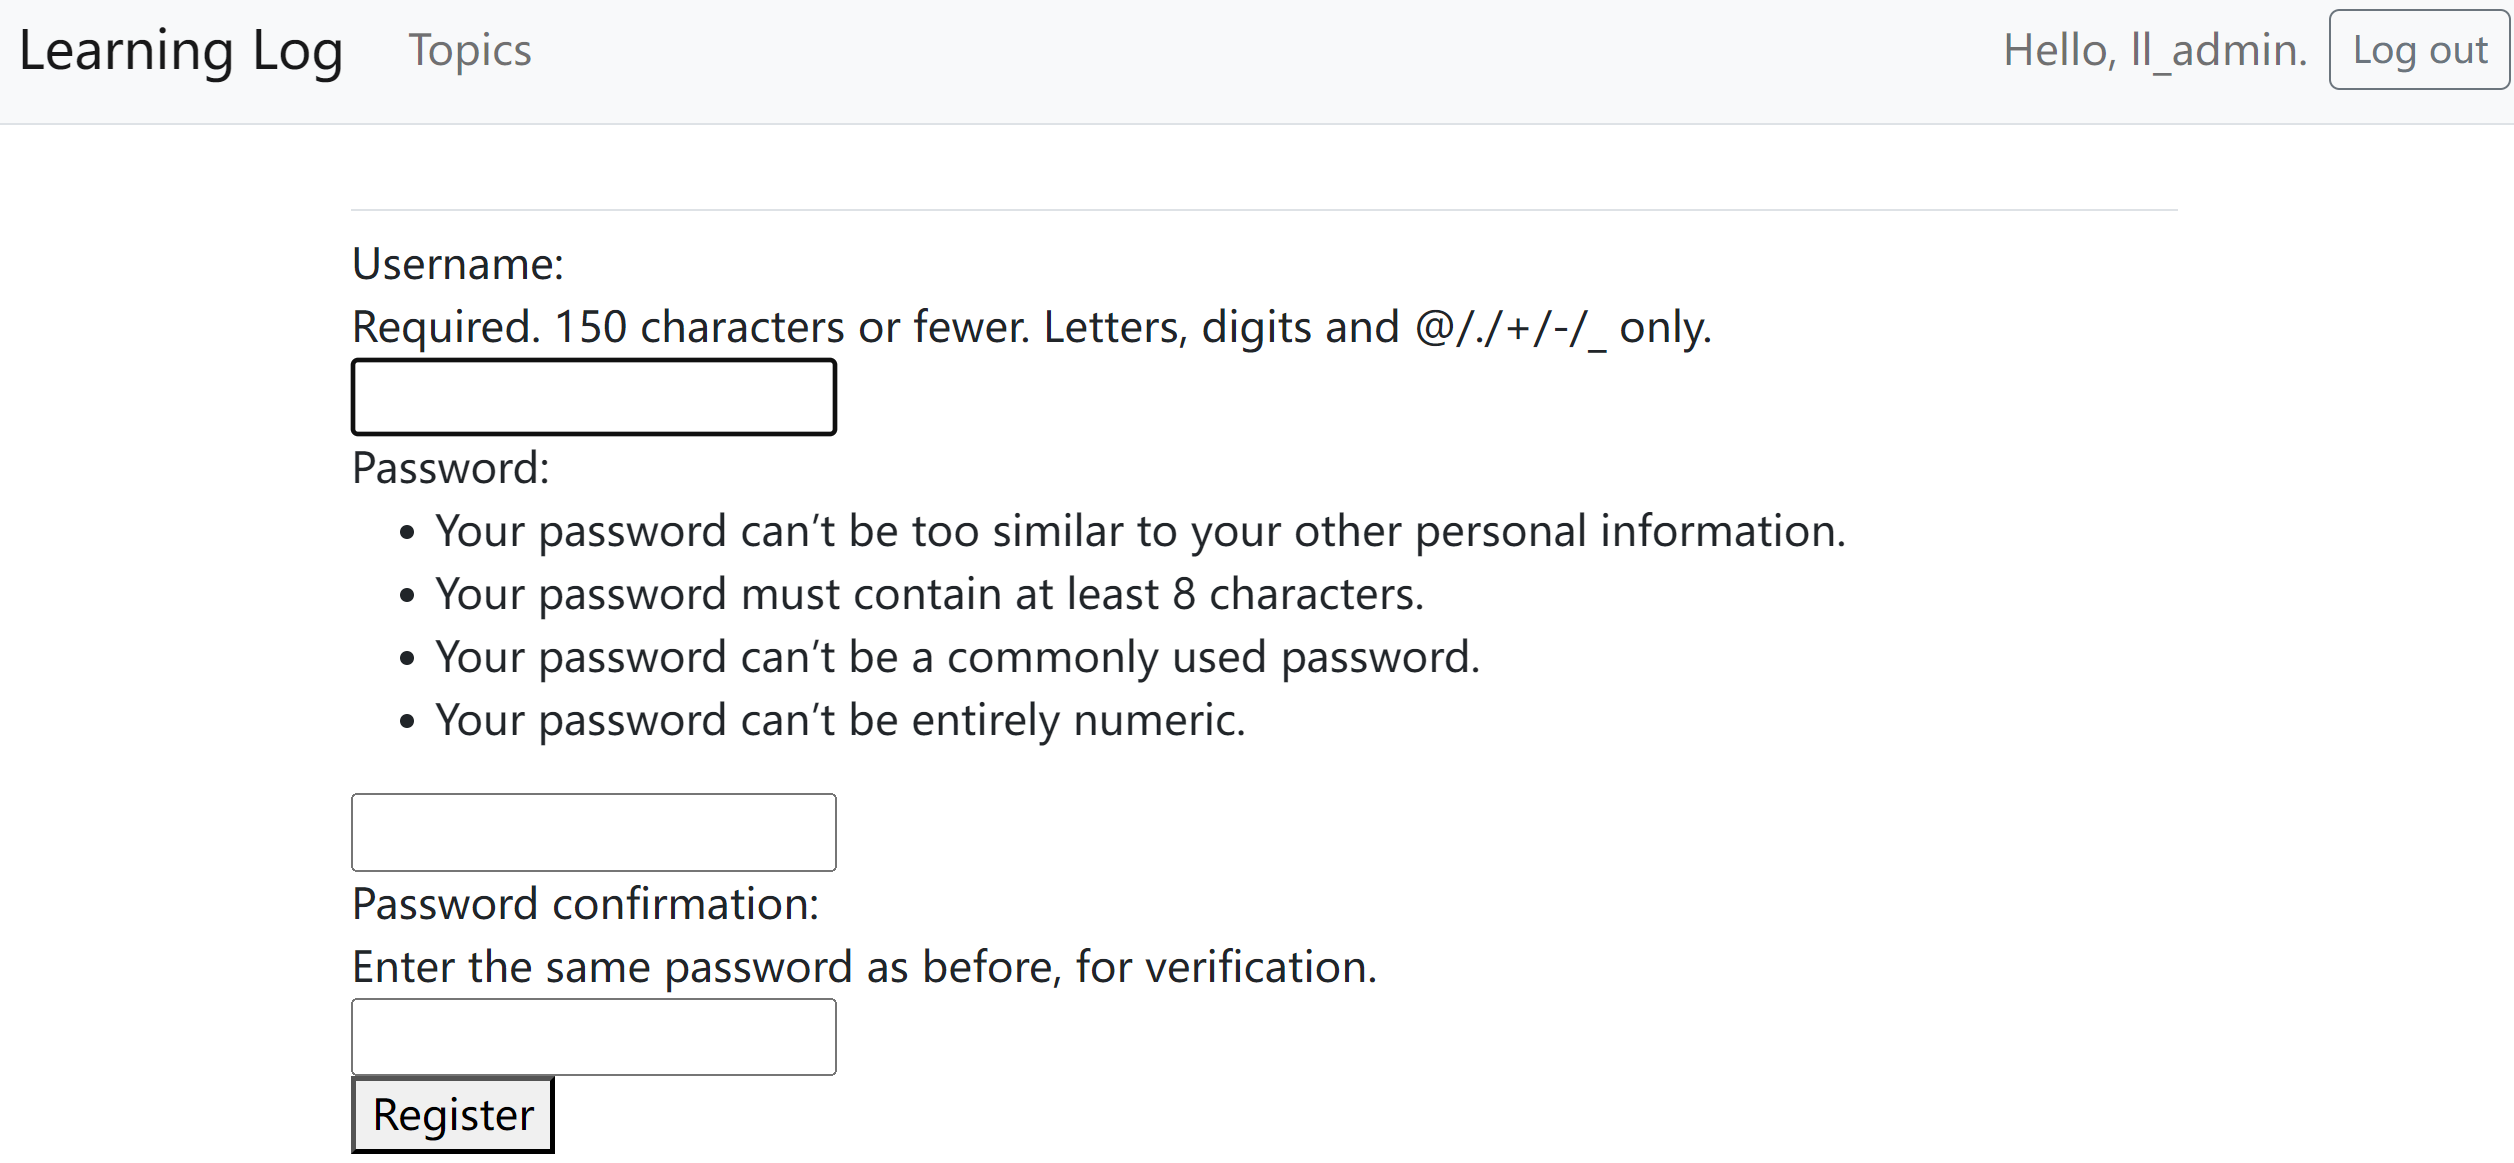 Learning Log Topics Hello, ll_admin. Log out
Username:
Required. 150 characters or fewer. Letters, digits and @/./+/-/_ only.
Password:
• Your password can’t be too similar to your other personal information.
• Your password must contain at least 8 characters.
• Your password can’t be a commonly used password.
• Your password can’t be entirely numeric.
Password confirmation:
Enter the same password as before, for verification.
Register